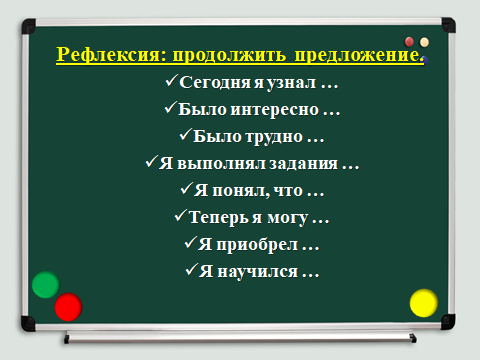 Рефлексия: продолжить предложение.
✓Сегодня я узнал …
✓Было интересно …
✓Было трудно …
✓Я выполнял задания …
✓Я понял, что …
✓Теперь я могу …
✓Я приобрел …
✓Я научился …